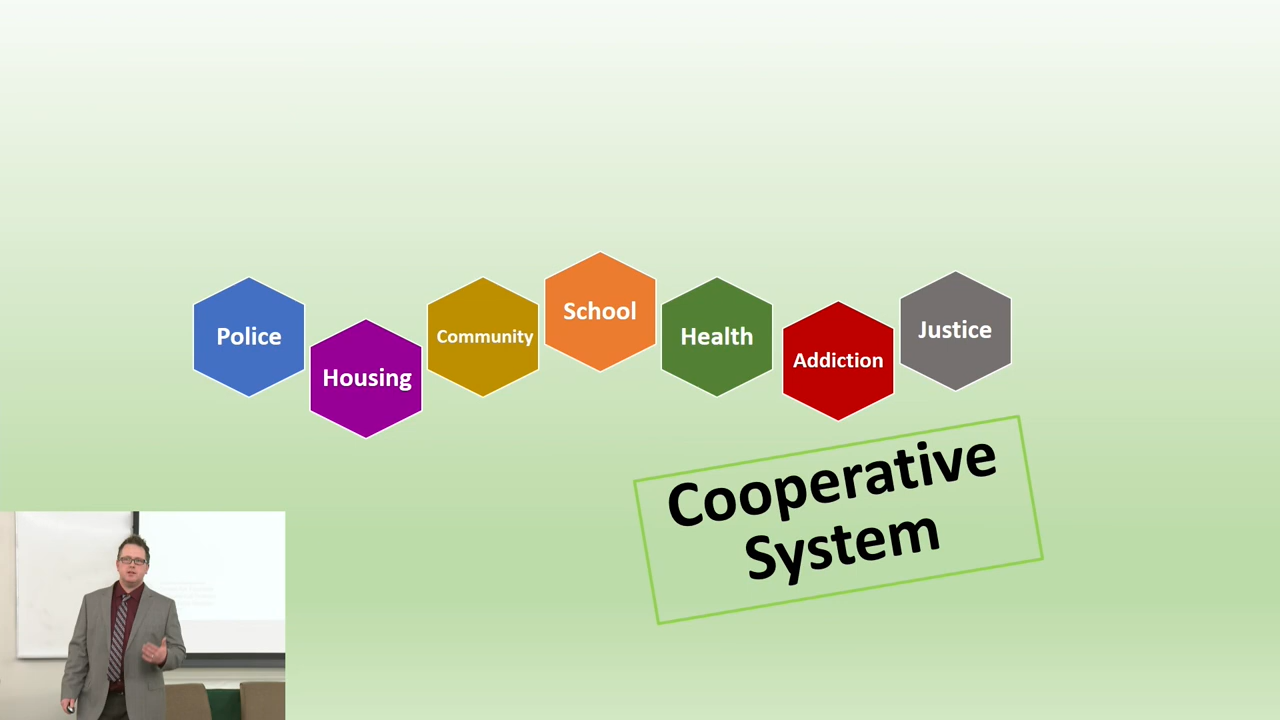 Police
Housing
Community
School
Health
Addiction
Justice
Cooperative
System